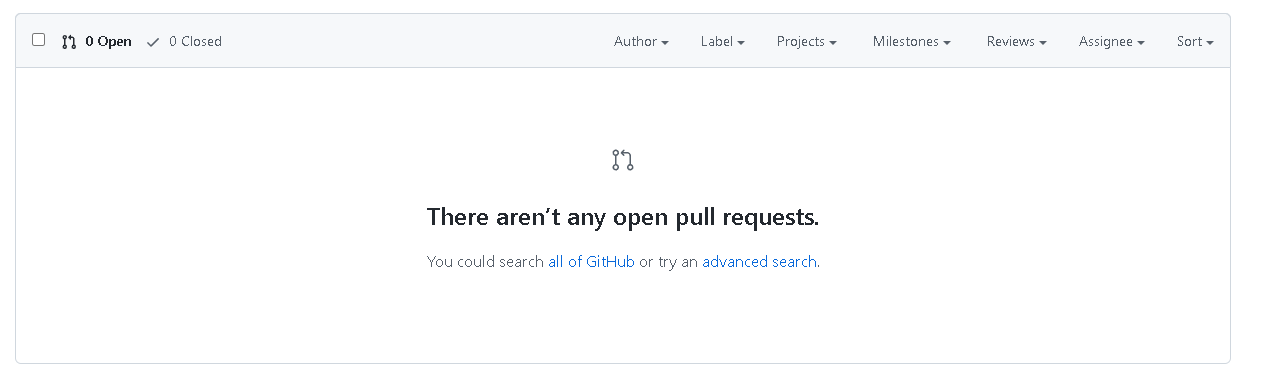 0 Open 0 Closed Author Label Projects Milestones Reviews Assignee Sort
There aren’t any open pull requests.
You could search all of GitHub or try an advanced search.